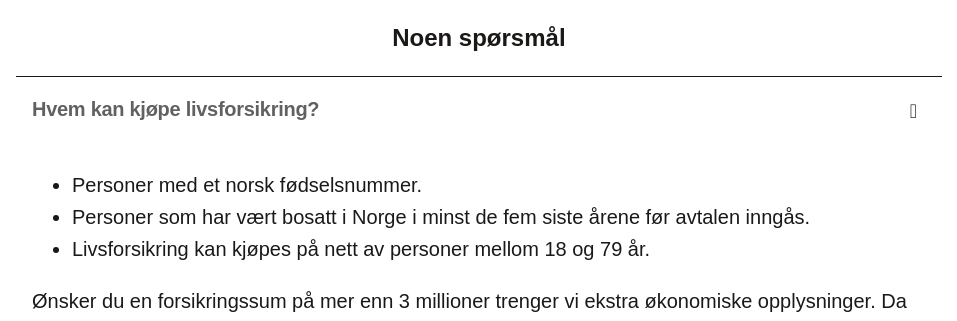 Noen spørsmål
Hvem kan kjøpe livsforsikring?
Personer med et norsk fødselsnummer.
Personer som har vært bosatt i Norge i minst de fem siste årene før avtalen inngås.
Livsforsikring kan kjøpes på nett av personer mellom 18 og 79 år.
Ønsker du en forsikringssum på mer enn 3 millioner trenger vi ekstra økonomiske opplysninger. Da